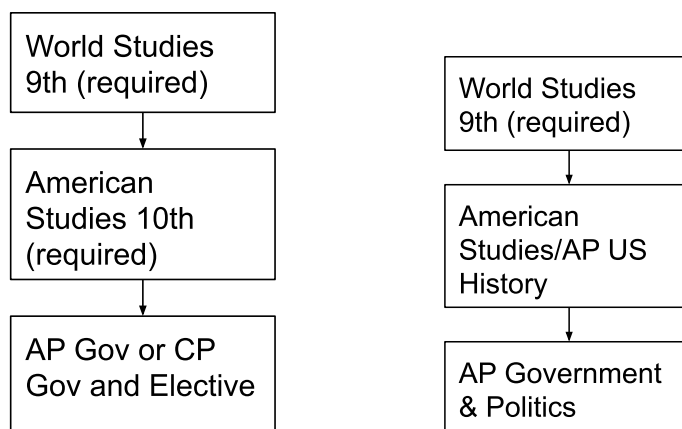 World Studies
9th (required)
American
Studies 10th
(required)
AP Gov or CP
Gov and Elective
World Studies
9th (required)
American
Studies/AP US
History
AP Government
& Politics